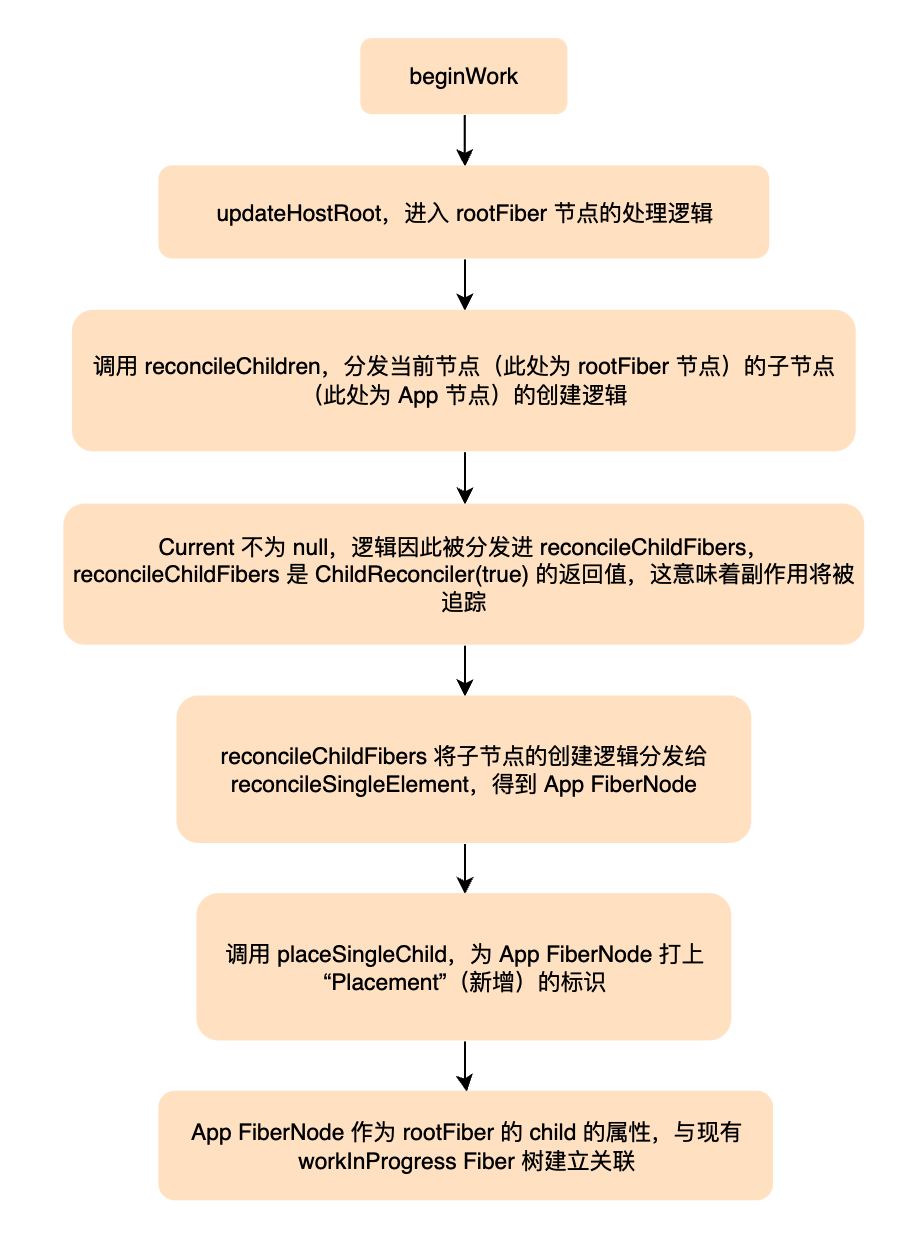 beginWork
updateHostRoot，进入 rootFiber 节点的处理逻辑
调用 reconcileChildren，分发当前节点（此处为 rootFiber 节点）的子节点
（此处为 App 节点）的创建逻辑
Current 不为 null，逻辑因此被分发进 reconcileChildFibers，
reconcileChildFibers 是 ChildReconciler(true) 的返回值，这意味着副作用将被
追踪
reconcileChildFibers 将子节点的创建逻辑分发给
reconcileSingleElement，得到 App FiberNode
调用 placeSingleChild，为 App FiberNode 打上
“Placement”（新增）的标识
App FiberNode 作为 rootFiber 的 child 的属性，与现有
workInProgress Fiber 树建立关联